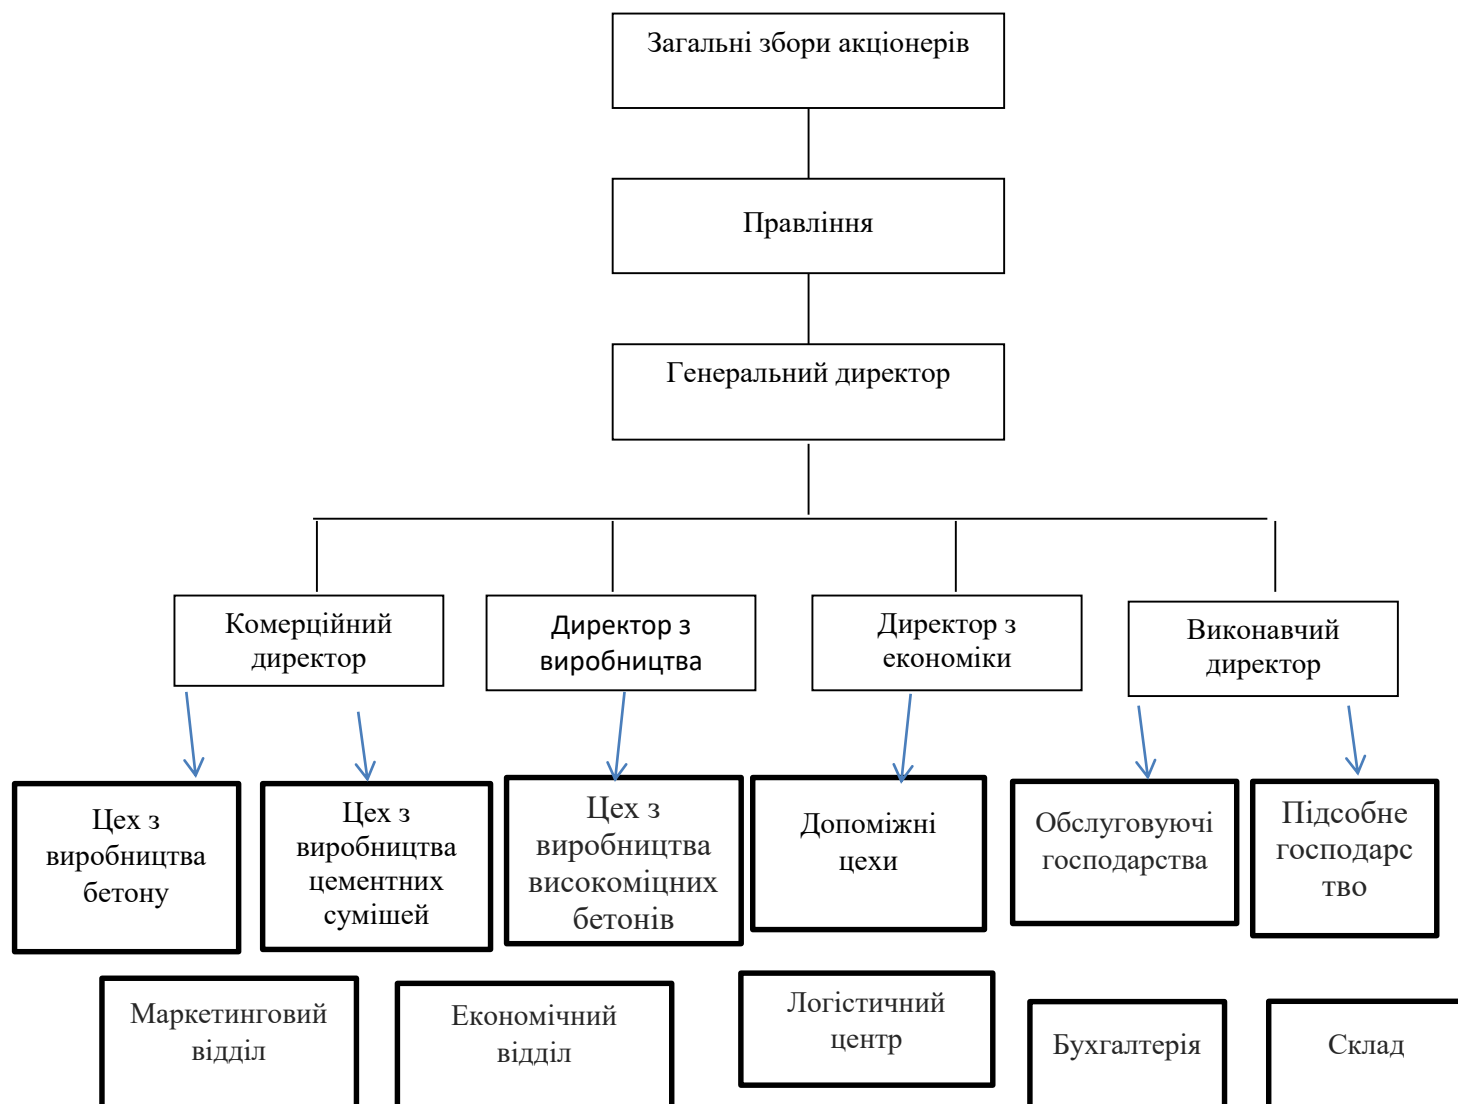 Загальні збори акціонерів
Правління
Генеральний директор
Комерційний
директор
Директор з
виробництва
Директор з
економіки
Виконавчий
директор
Цех з
виробництва
бетону
Цех з
виробництва
цементних
сумішей
Цех з
виробництва
високоміцних
бетонів
Допоміжні
цехи
Обслуговуючі
господарства
Підсобне
господарс
тво
Маркетинговий
відділ
Економічний
відділ
Логістичний
центр
Бухгалтерія
Склад